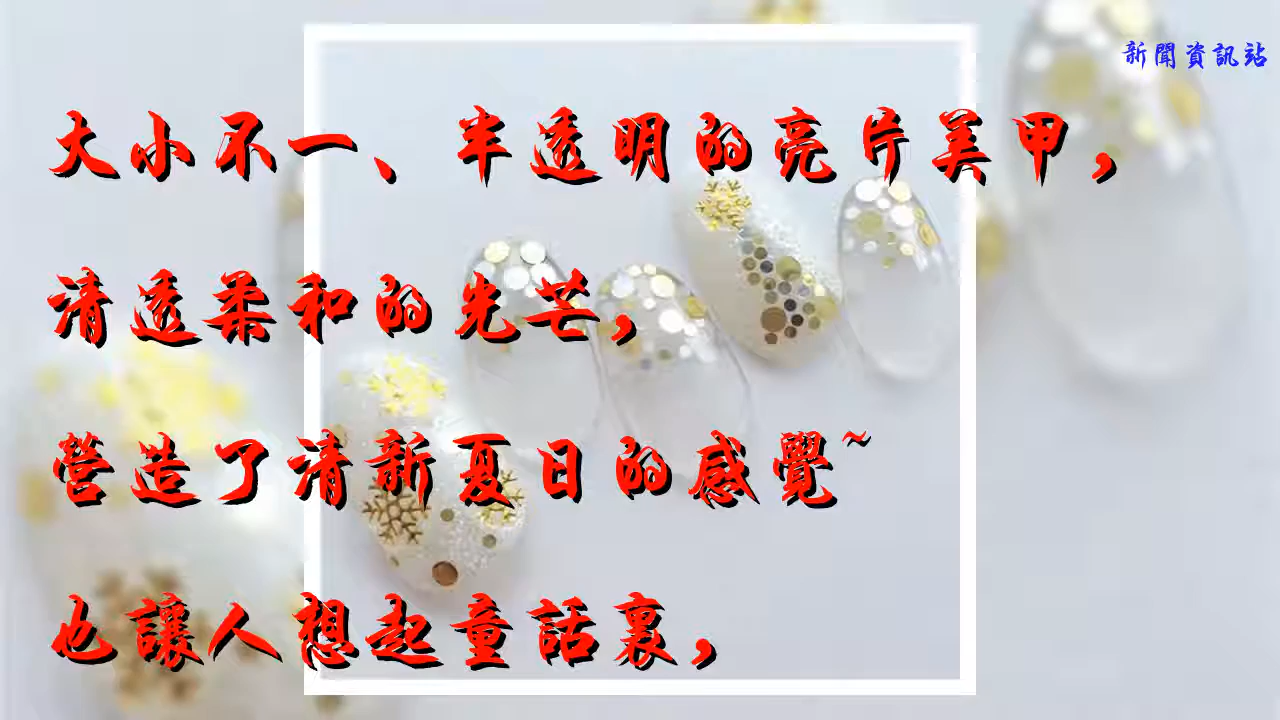 新聞資訊站
大小不一、半透明的亮片美甲，
清透柔和的光芒，
營造了清新夏日的感覺~
也讓人想起童話裏，